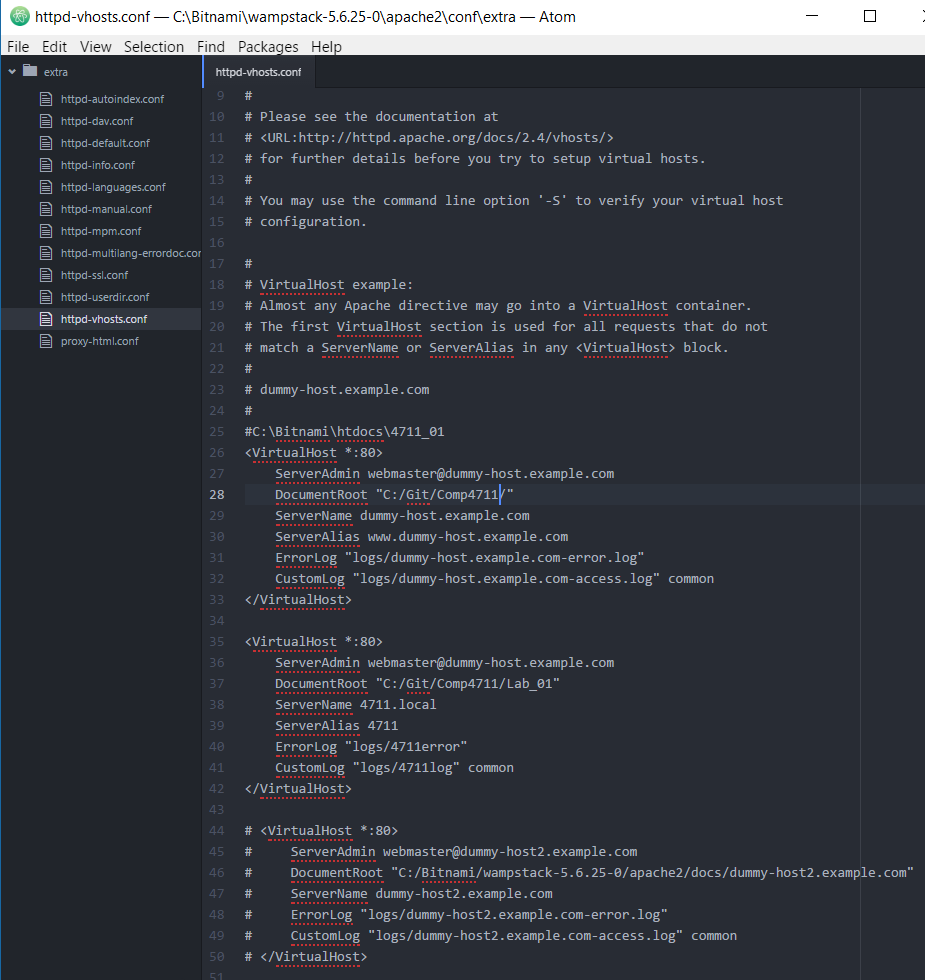 httpd-vhosts.conf — C:\Bitnami\wampstack-5.6.25-0\apache2\conf\extra — Atom
File Edit View Selection Find Packages Help
extra
httpd-autoindex.conf
httpd-dav.conf
httpd-default.conf
httpd-info.conf
httpd-languages.conf
httpd-manual.conf
httpd-mpm.conf
httpd-multilang-errordoc.con
httpd-ssl.conf
httpd-userdir.conf
httpd-vhosts.conf
proxy-html.conf
httpd-vhosts.conf
9 #
10 # Please see the documentation at
11 # <URL:http://httpd.apache.org/docs/2.4/vhosts/>
12 # for further details before you try to setup virtual hosts.
13 #
14 # You may use the command line option '-S' to verify your virtual host
15 # configuration.
16
17 #
18 # VirtualHost example:
19 # Almost any Apache directive may go into a VirtualHost container.
20 # The first VirtualHost section is used for all requests that do not
21 # match a ServerName or ServerAlias in any <VirtualHost> block.
22 #
23 # dummy-host.example.com
24 #
25 #C:\Bitnami\htdocs\4711_01
26 <VirtualHost *:80>
27 ServerAdmin webmaster@dummy-host.example.com
28 DocumentRoot "C:/Git/Comp4711/"
29 ServerName dummy-host.example.com
30 ServerAlias www.dummy-host.example.com
31 ErrorLog "logs/dummy-host.example.com-error.log"
32 CustomLog "logs/dummy-host.example.com-access.log" common
33 </VirtualHost>
34
35 <VirtualHost *:80>
36 ServerAdmin webmaster@dummy-host.example.com
37 DocumentRoot "C:/Git/Comp4711/Lab_01"
38 ServerName 4711.local
39 ServerAlias 4711
40 ErrorLog "logs/4711error"
41 CustomLog "logs/4711log" common
42 </VirtualHost>
43
44 # <VirtualHost *:80>
45 # ServerAdmin webmaster@dummy-host2.example.com
46 # DocumentRoot "C:/Bitnami/wampstack-5.6.25-0/apache2/docs/dummy-host2.example.com"
47 # ServerName dummy-host2.example.com
48 # ErrorLog "logs/dummy-host2.example.com-error.log"
49 # CustomLog "logs/dummy-host2.example.com-access.log" common
50 # </VirtualHost>
51